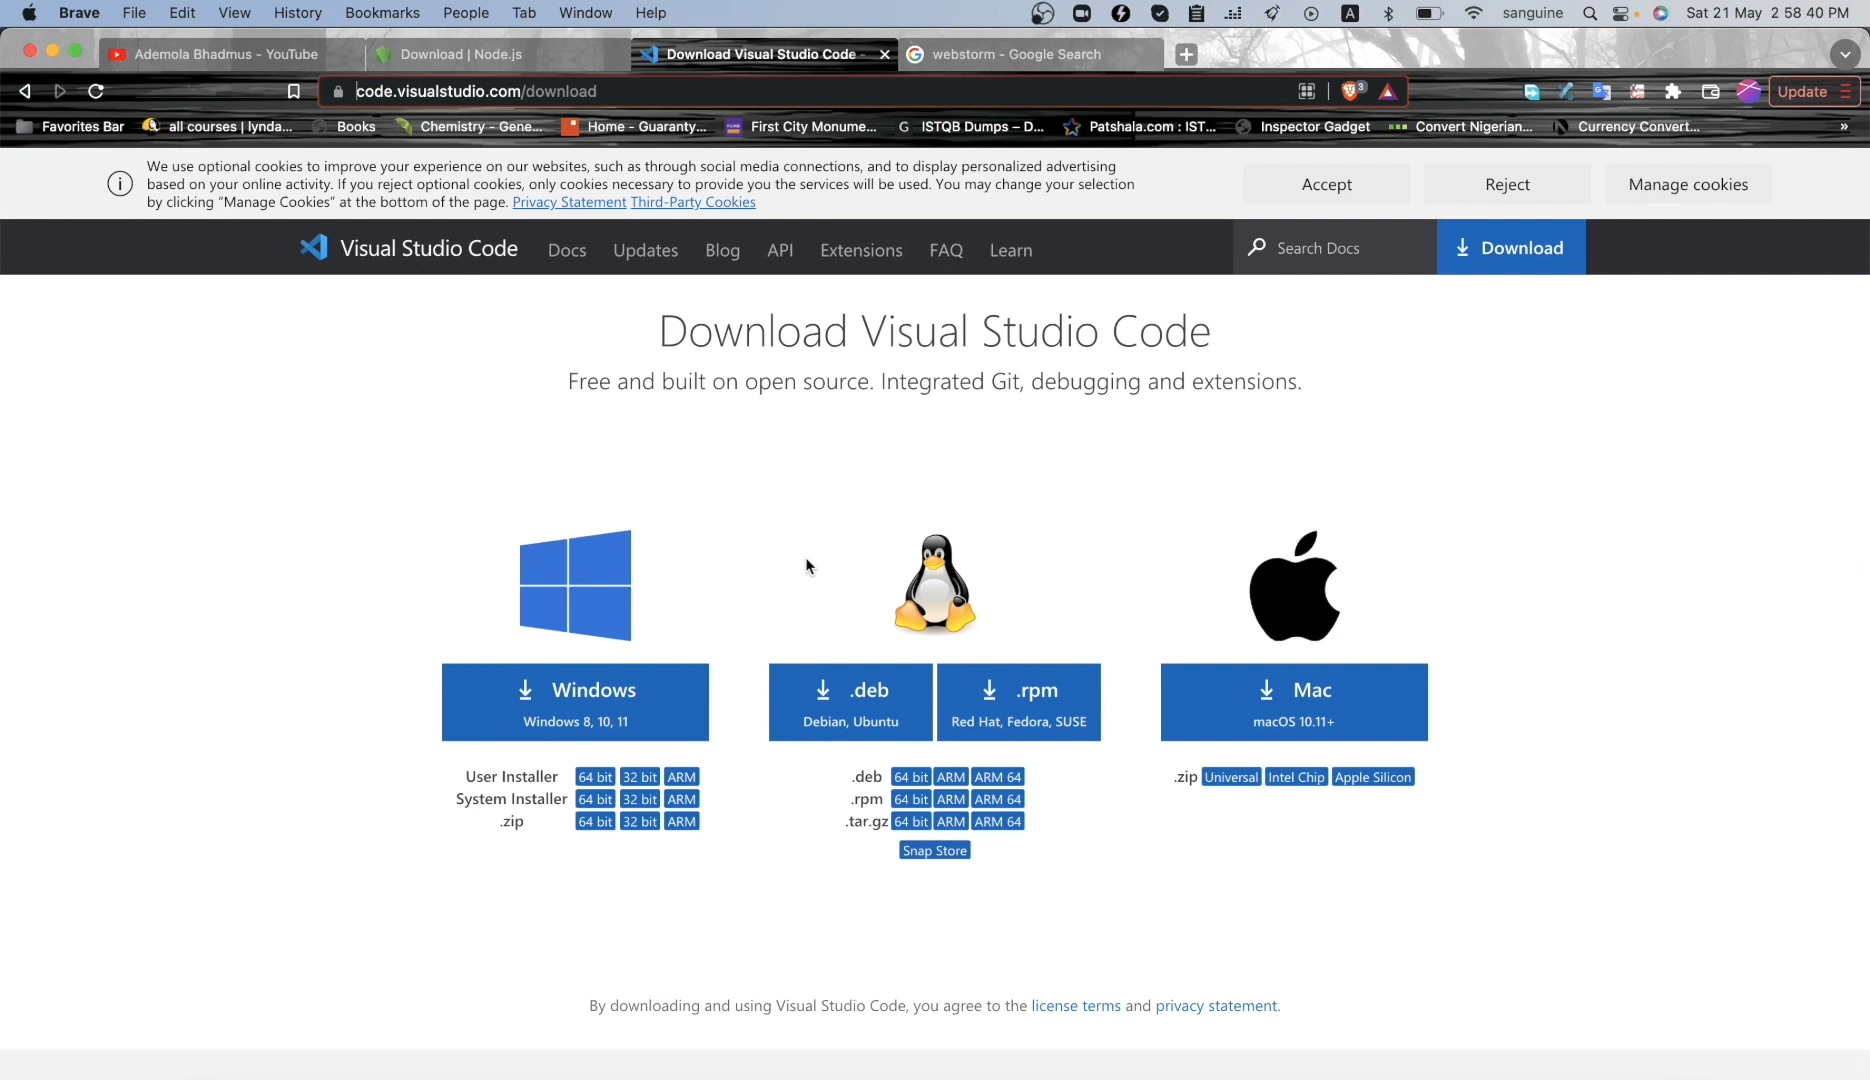 Brave File Edit View History Bookmarks People Tab Window Help A sanguine Sat 21 May 2 58 40 PM
Ademola Bhadmus - YouTube Download | Node.js Download Visual Studio Code webstorm - Google Search
code.visualstudio.com/download 3 Update
Favorites Bar all courses | lynda... Books Chemistry - Gene... Home - Guaranty... First City Monume... G ISTQB Dumps – D... Patshala.com : IST... Inspector Gadget Convert Nigerian... Currency Convert... »
We use optional cookies to improve your experience on our websites, such as through social media connections, and to display personalized advertising
based on your online activity. If you reject optional cookies, only cookies necessary to provide you the services will be used. You may change your selection
by clicking “Manage Cookies” at the bottom of the page. Privacy Statement Third-Party Cookies
Accept Reject Manage cookies
Visual Studio Code Docs Updates Blog API Extensions FAQ Learn Search Docs Download
Download Visual Studio Code
Free and built on open source. Integrated Git, debugging and extensions.
Windows
Windows 8, 10, 11
.deb
Debian, Ubuntu
.rpm
Red Hat, Fedora, SUSE
Mac
macOS 10.11+
User Installer 64 bit 32 bit ARM
System Installer 64 bit 32 bit ARM
.zip 64 bit 32 bit ARM
.deb 64 bit ARM ARM 64
.rpm 64 bit ARM ARM 64
.tar.gz 64 bit ARM ARM 64
Snap Store
.zip Universal Intel Chip Apple Silicon
By downloading and using Visual Studio Code, you agree to the license terms and privacy statement.